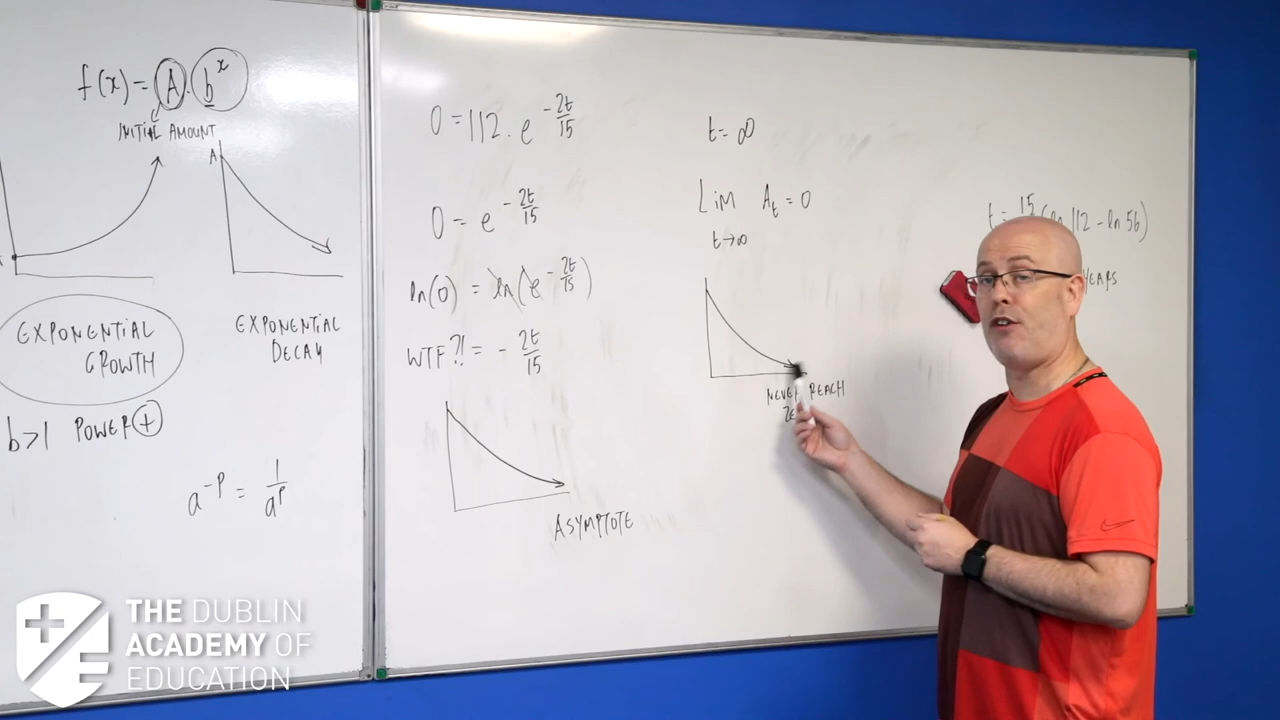 f(x) = A . b^x
INITIAL AMOUNT
A
EXPONENTIAL
GROWTH
EXPONENTIAL
DECAY
b>1 POWER +
a^-p = 1/a^p
0 = 112 . e^-2t/15
0 = e^-2t/15
ln(0) = ln(e^-2t/15)
WTF?! = - 2t/15
ASYMPTOTE
t = ∞
Lim A_t = 0
t→∞
NEVER REACH
t = 15 (ln 112 - ln 56)
THE DUBLIN
ACADEMY OF
EDUCATION